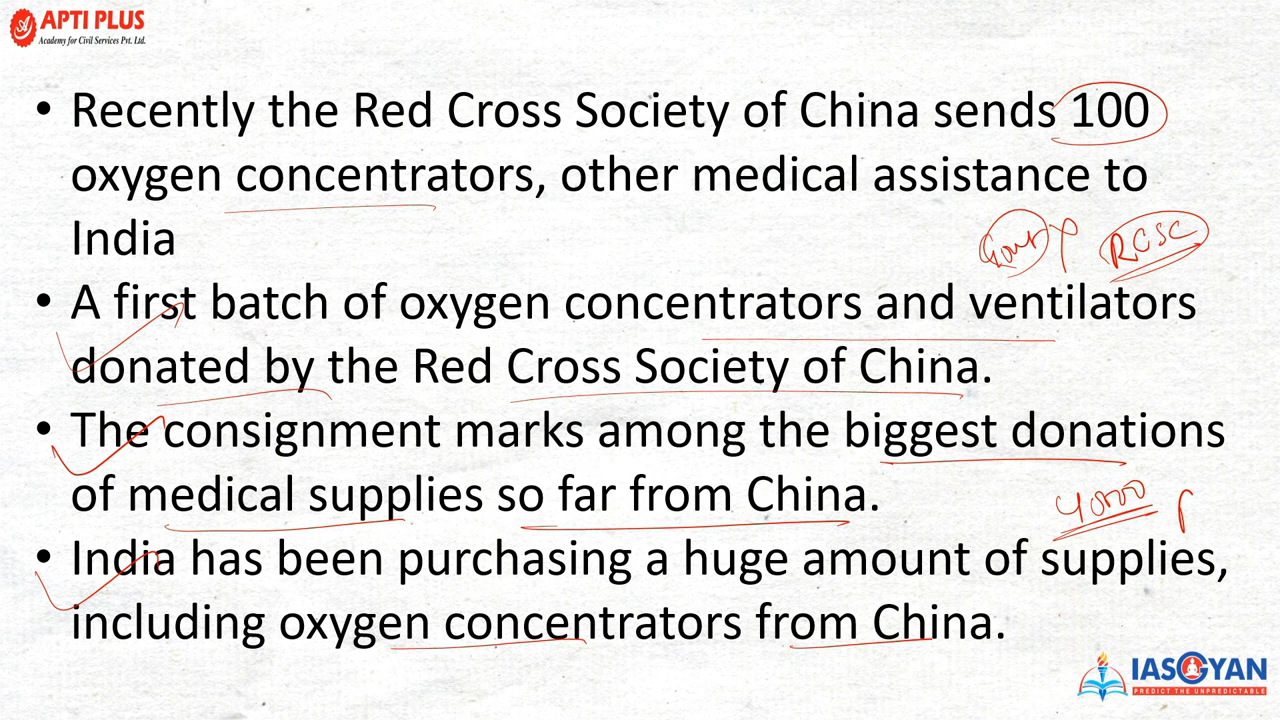 APTI PLUS
Academy for Civil Services Pvt. Ltd.
• Recently the Red Cross Society of China sends 100
oxygen concentrators, other medical assistance to
India
Govt X RCSC
• A first batch of oxygen concentrators and ventilators
donated by the Red Cross Society of China.
• The consignment marks among the biggest donations
of medical supplies so far from China.
• India has been purchasing a huge amount of supplies,
including oxygen concentrators from China.
IASGYAN
PREDICT THE UNPREDICTABLE